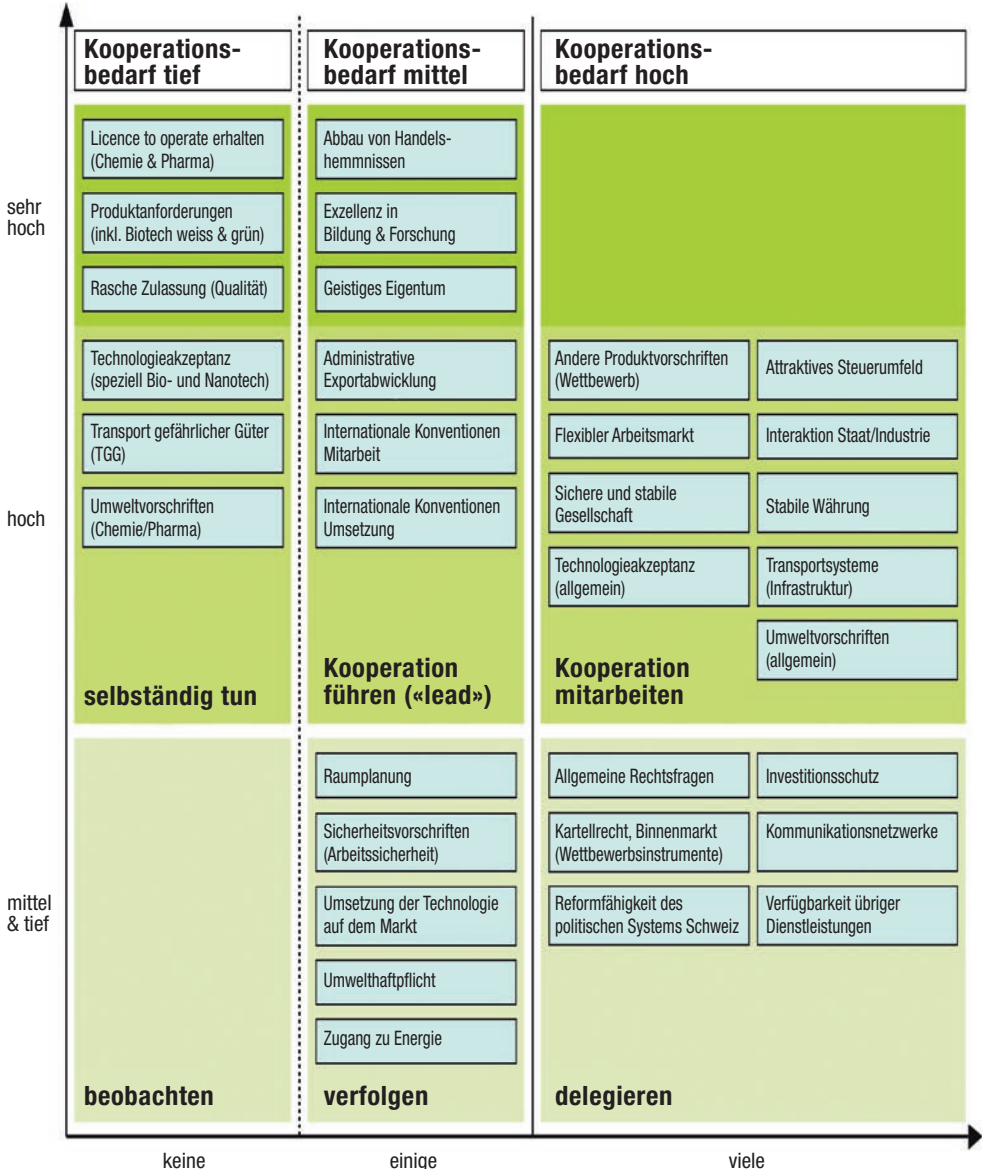 Kooperations-
bedarf tief
Kooperations-
bedarf mittel
Kooperations-
bedarf hoch
sehr
hoch
Licence to operate erhalten
(Chemie & Pharma)
Produktanforderungen
(inkl. Biotech weiss & grün)
Rasche Zulassung (Qualität)
Abbau von Handels-
hemmnissen
Exzellenz in
Bildung & Forschung
Geistiges Eigentum
hoch
Technologieakzeptanz
(speziell Bio- und Nanotech)
Transport gefährlicher Güter
(TGG)
Umweltvorschriften
(Chemie/Pharma)
selbständig tun
Administrative
Exportabwicklung
Internationale Konventionen
Mitarbeit
Internationale Konventionen
Umsetzung
Kooperation
führen («lead»)
Andere Produktvorschriften
(Wettbewerb)
Flexibler Arbeitsmarkt
Sichere und stabile
Gesellschaft
Technologieakzeptanz
(allgemein)
Attraktives Steuerumfeld
Interaktion Staat/Industrie
Stabile Währung
Transportsysteme
(Infrastruktur)
Umweltvorschriften
(allgemein)
Kooperation
mitarbeiten
mittel
& tief
beobachten
Raumplanung
Sicherheitsvorschriften
(Arbeitssicherheit)
Umsetzung der Technologie
auf dem Markt
Umwelthaftpflicht
Zugang zu Energie
verfolgen
Allgemeine Rechtsfragen
Kartellrecht, Binnenmarkt
(Wettbewerbsinstrumente)
Reformfähigkeit des
politischen Systems Schweiz
Investitionsschutz
Kommunikationsnetzwerke
Verfügbarkeit übriger
Dienstleistungen
delegieren
keine
einige
viele